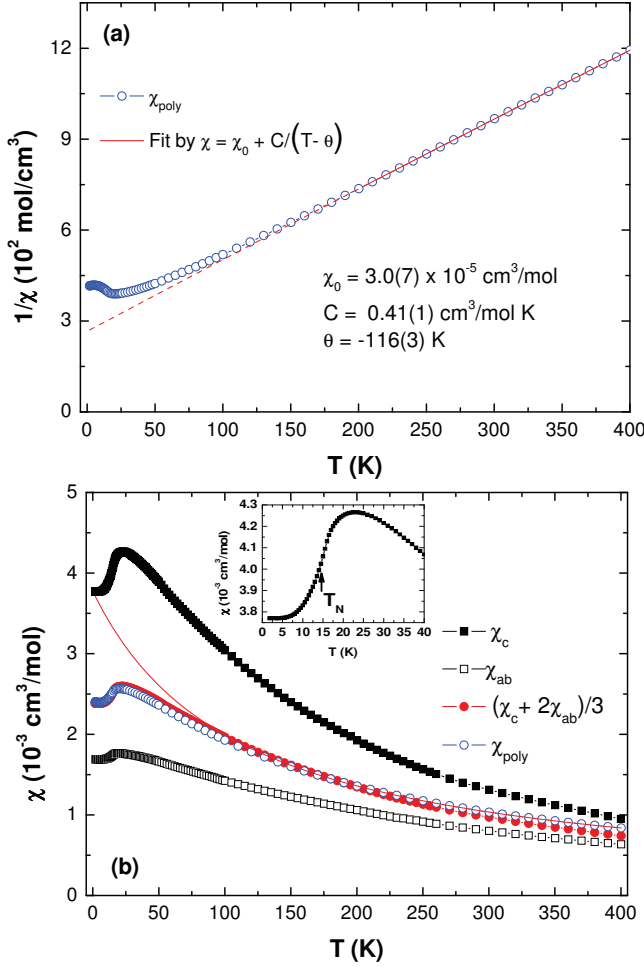 (a)
12
9
6
3
0
1/χ (10² mol/cm³)
χpoly
Fit by χ = χ₀ + C/(T- θ)
χ₀ = 3.0(7) x 10⁻⁵ cm³/mol
C = 0.41(1) cm³/mol K
θ = -116(3) K
0 50 100 150 200 250 300 350 400
T (K)
5
4
3
2
1
0
χ (10⁻³ cm³/mol)
4.3
4.2
4.1
4.0
3.9
3.8
χ (10⁻³ cm³/mol)
T_N
0 5 10 15 20 25 30 35 40
T (K)
χc
χab
(χc + 2χab)/3
χpoly
(b)
0 50 100 150 200 250 300 350 400
T (K)